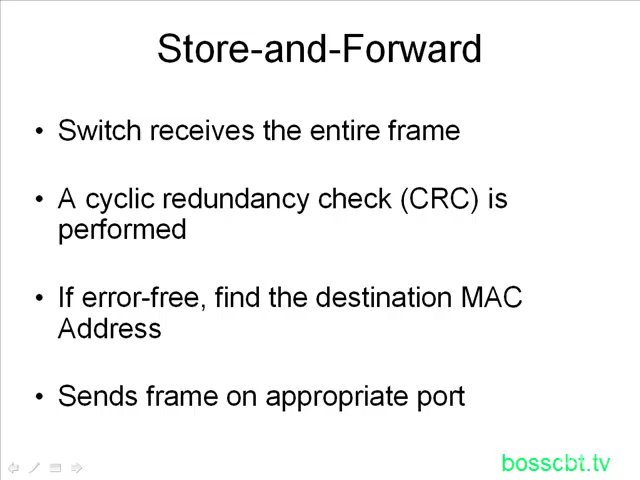 Store-and-Forward
• Switch receives the entire frame
• A cyclic redundancy check (CRC) is
performed
• If error-free, find the destination MAC
Address
• Sends frame on appropriate port
bosscbt.tv